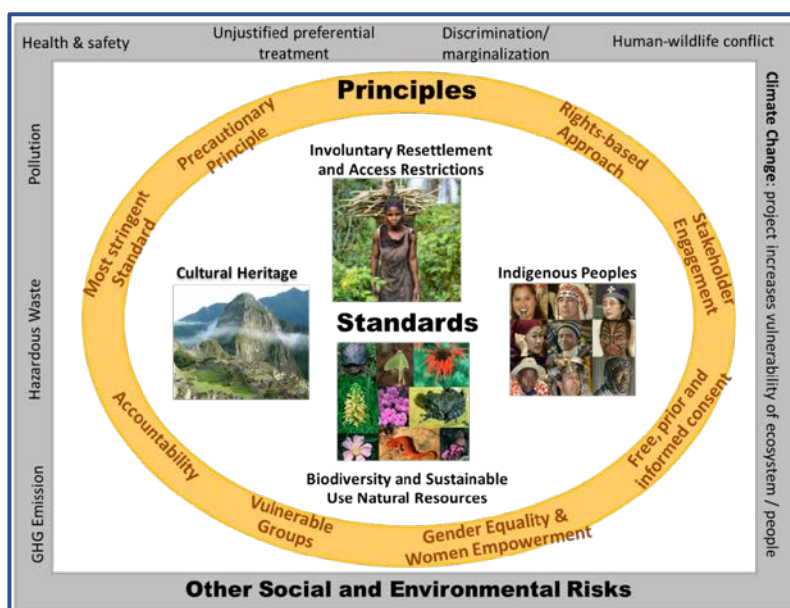 Health & safety
Unjustified preferential
treatment
Discrimination/
marginalization
Human-wildlife conflict
Pollution
Hazardous Waste
GHG Emission
Climate Change: project increases vulnerability of ecosystem / people
Principles
Precautionary
Principle
Rights-based
Approach
Most stringent
Standard
Stakeholder
Engagement
Involuntary Resettlement
and Access Restrictions
Cultural Heritage
Indigenous Peoples
Standards
Biodiversity and Sustainable
Use Natural Resources
Accountability
Free, prior and
informed consent
Vulnerable
Groups
Gender Equality &
Women Empowerment
Other Social and Environmental Risks